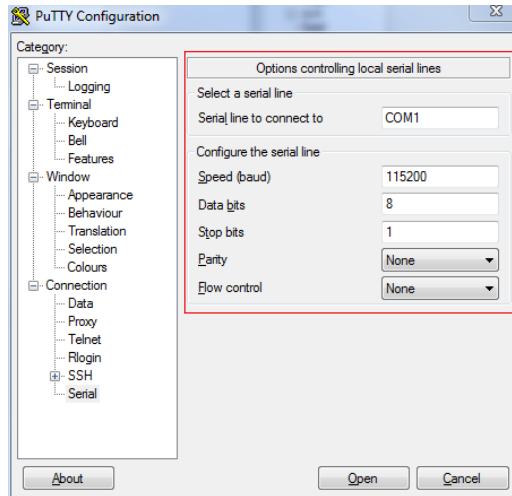 PuTTY Configuration
Category:
Session
Logging
Terminal
Keyboard
Bell
Features
Window
Appearance
Behaviour
Translation
Selection
Colours
Connection
Data
Proxy
Telnet
Rlogin
SSH
Serial
Options controlling local serial lines
Select a serial line
Serial line to connect to COM1
Configure the serial line
Speed (baud) 115200
Data bits 8
Stop bits 1
Parity None
Flow control None
About Open Cancel